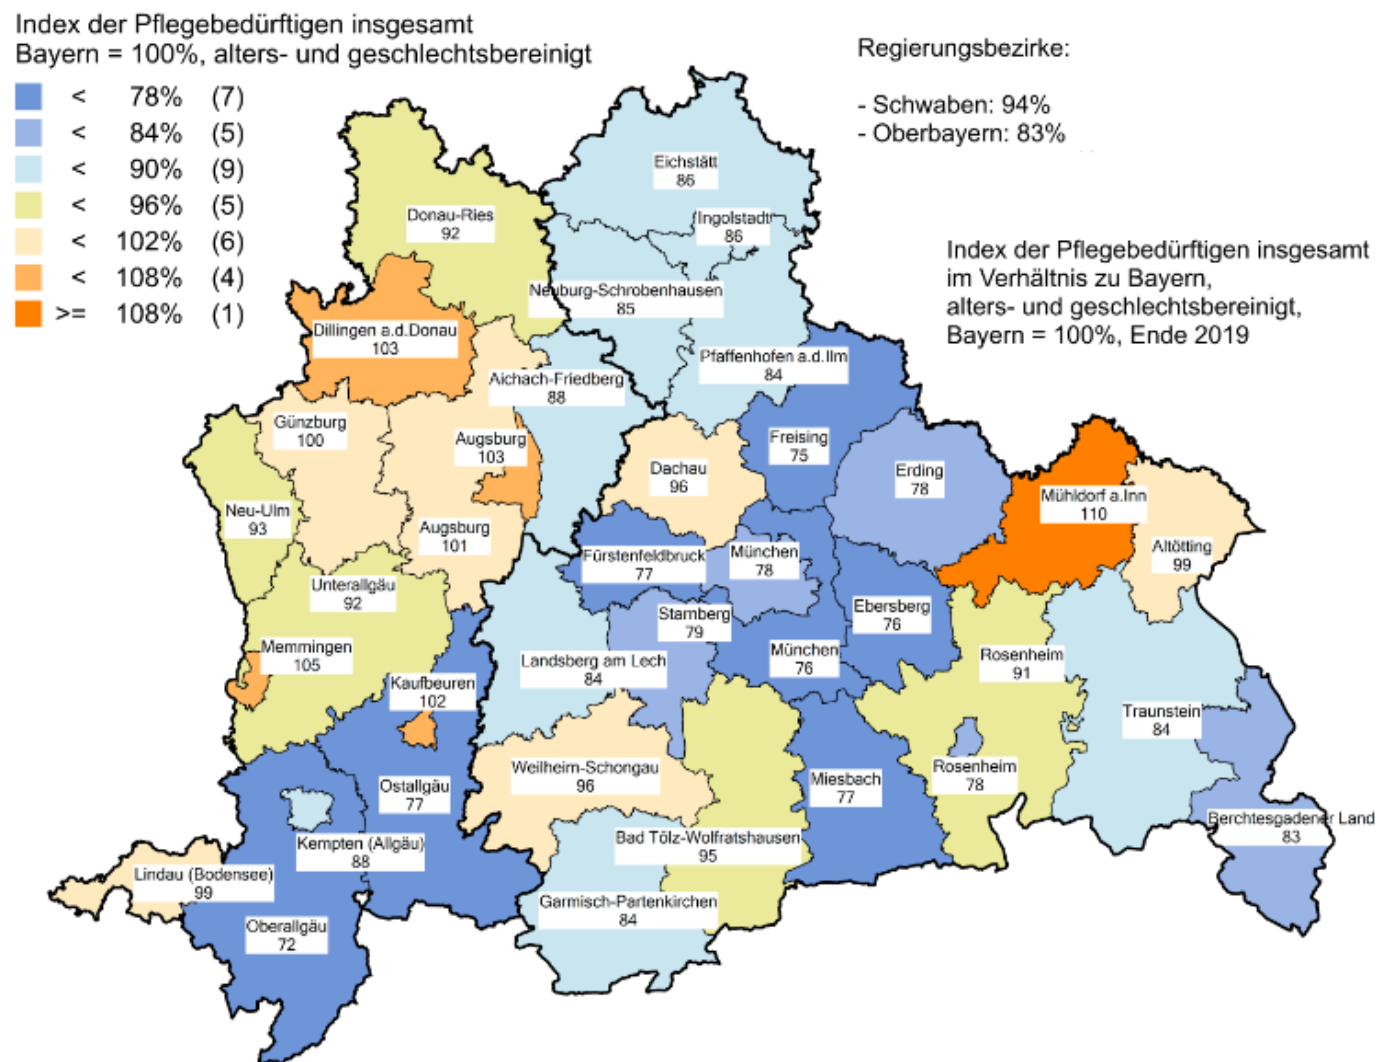 Index der Pflegebedürftigen insgesamt
Bayern = 100%, alters- und geschlechtsbereinigt
< 78% (7)
< 84% (5)
< 90% (9)
< 96% (5)
< 102% (6)
< 108% (4)
>= 108% (1)
Regierungsbezirke:
- Schwaben: 94%
- Oberbayern: 83%
Index der Pflegebedürftigen insgesamt
im Verhältnis zu Bayern,
alters- und geschlechtsbereinigt,
Bayern = 100%, Ende 2019
Eichstätt
86
Donau-Ries
92
Ingolstadt
86
Neuburg-Schrobenhausen
85
Dillingen a.d.Donau
103
Pfaffenhofen a.d.Ilm
84
Aichach-Friedberg
88
Günzburg
100
Augsburg
103
Freising
75
Dachau
96
Erding
78
Mühldorf a.Inn
110
Neu-Ulm
93
Augsburg
101
Altötting
99
Fürstenfeldbruck
77
München
78
Unterallgäu
92
Ebersberg
76
Starnberg
79
Memmingen
105
München
76
Rosenheim
91
Landsberg am Lech
84
Kaufbeuren
102
Traunstein
84
Weilheim-Schongau
96
Rosenheim
78
Miesbach
77
Ostallgäu
77
Berchtesgadener Land
83
Bad Tölz-Wolfratshausen
95
Kempten (Allgäu)
88
Lindau (Bodensee)
99
Garmisch-Partenkirchen
84
Oberallgäu
72